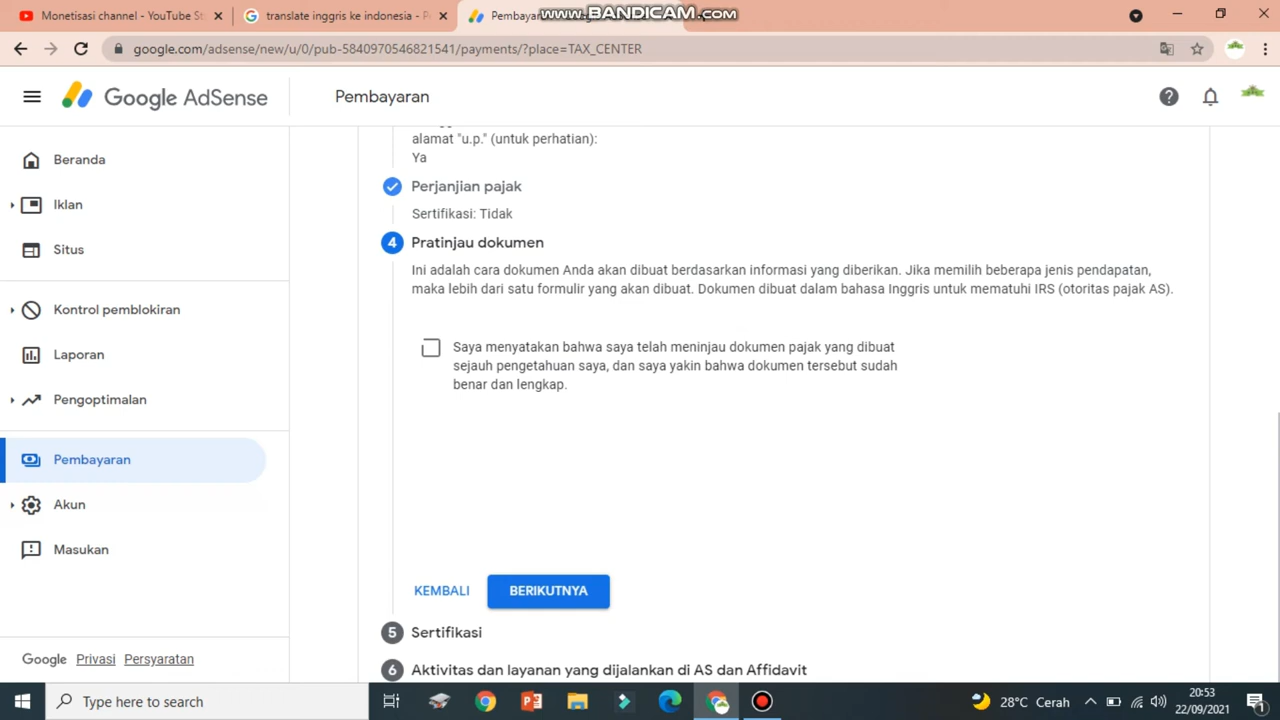 Monetisasi channel - YouTube St
translate inggris ke indonesia - P
Pembaya
www.BANDICAM.com
google.com/adsense/new/u/0/pub-5840970546821541/payments/?place=TAX_CENTER
Google AdSense
Pembayaran
Beranda
Iklan
Situs
Kontrol pemblokiran
Laporan
Pengoptimalan
Pembayaran
Akun
Masukan
Google Privasi Persyaratan
alamat "u.p." (untuk perhatian):
Ya
Perjanjian pajak
Sertifikasi: Tidak
4 Pratinjau dokumen
Ini adalah cara dokumen Anda akan dibuat berdasarkan informasi yang diberikan. Jika memilih beberapa jenis pendapatan,
maka lebih dari satu formulir yang akan dibuat. Dokumen dibuat dalam bahasa Inggris untuk mematuhi IRS (otoritas pajak AS).
Saya menyatakan bahwa saya telah meninjau dokumen pajak yang dibuat
sejauh pengetahuan saya, dan saya yakin bahwa dokumen tersebut sudah
benar dan lengkap.
KEMBALI
BERIKUTNYA
5 Sertifikasi
6 Aktivitas dan layanan yang dijalankan di AS dan Affidavit
Type here to search
28°C Cerah
20:53
22/09/2021
1